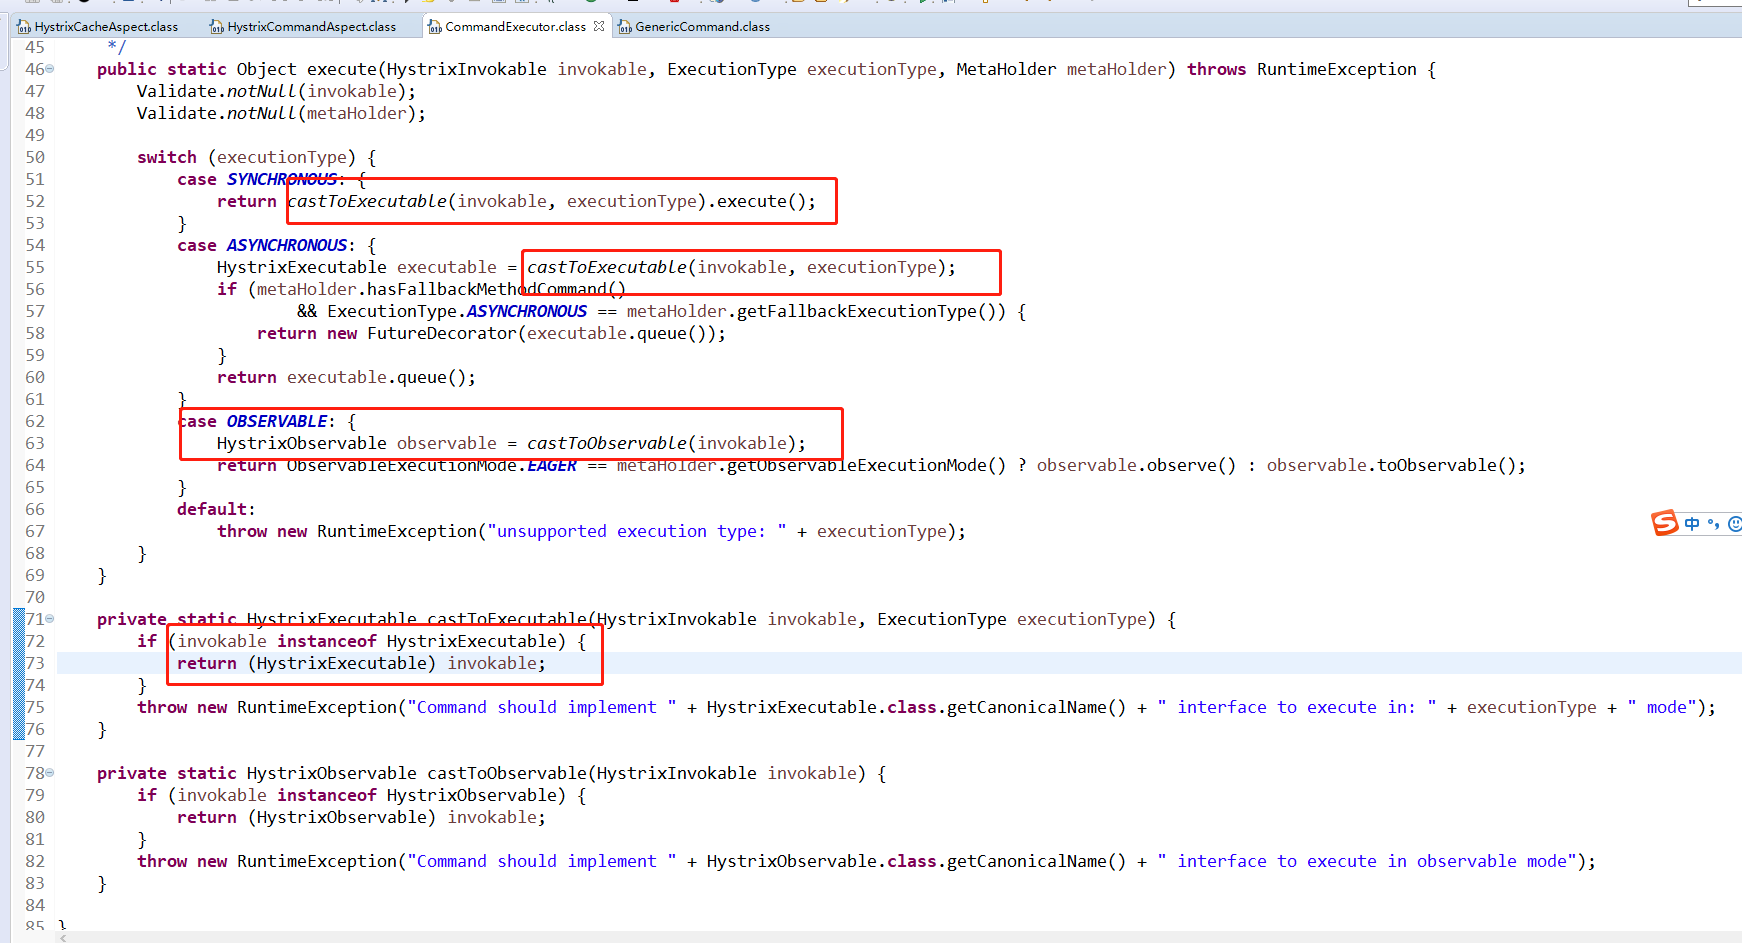 HystrixCacheAspect.class HystrixCommandAspect.class CommandExecutor.class GenericCommand.class
45 */
46 public static Object execute(HystrixInvokable invokable, ExecutionType executionType, MetaHolder metaHolder) throws RuntimeException {
47 Validate.notNull(invokable);
48 Validate.notNull(metaHolder);
49
50 switch (executionType) {
51 case SYNCHRONOUS: {
52 return castToExecutable(invokable, executionType).execute();
53 }
54 case ASYNCHRONOUS: {
55 HystrixExecutable executable = castToExecutable(invokable, executionType);
56 if (metaHolder.hasFallbackMethodCommand()
57 && ExecutionType.ASYNCHRONOUS == metaHolder.getFallbackExecutionType()) {
58 return new FutureDecorator(executable.queue());
59 }
60 return executable.queue();
61 }
62 case OBSERVABLE: {
63 HystrixObservable observable = castToObservable(invokable);
64 return ObservableExecutionMode.EAGER == metaHolder.getObservableExecutionMode() ? observable.observe() : observable.toObservable();
65 }
66 default:
67 throw new RuntimeException("unsupported execution type: " + executionType);
68 }
69 }
70
71 private static HystrixExecutable castToExecutable(HystrixInvokable invokable, ExecutionType executionType) {
72 if (invokable instanceof HystrixExecutable) {
73 return (HystrixExecutable) invokable;
74 }
75 throw new RuntimeException("Command should implement " + HystrixExecutable.class.getCanonicalName() + " interface to execute in: " + executionType + " mode");
76 }
77
78 private static HystrixObservable castToObservable(HystrixInvokable invokable) {
79 if (invokable instanceof HystrixObservable) {
80 return (HystrixObservable) invokable;
81 }
82 throw new RuntimeException("Command should implement " + HystrixObservable.class.getCanonicalName() + " interface to execute in observable mode");
83 }
84
85 }
S 中